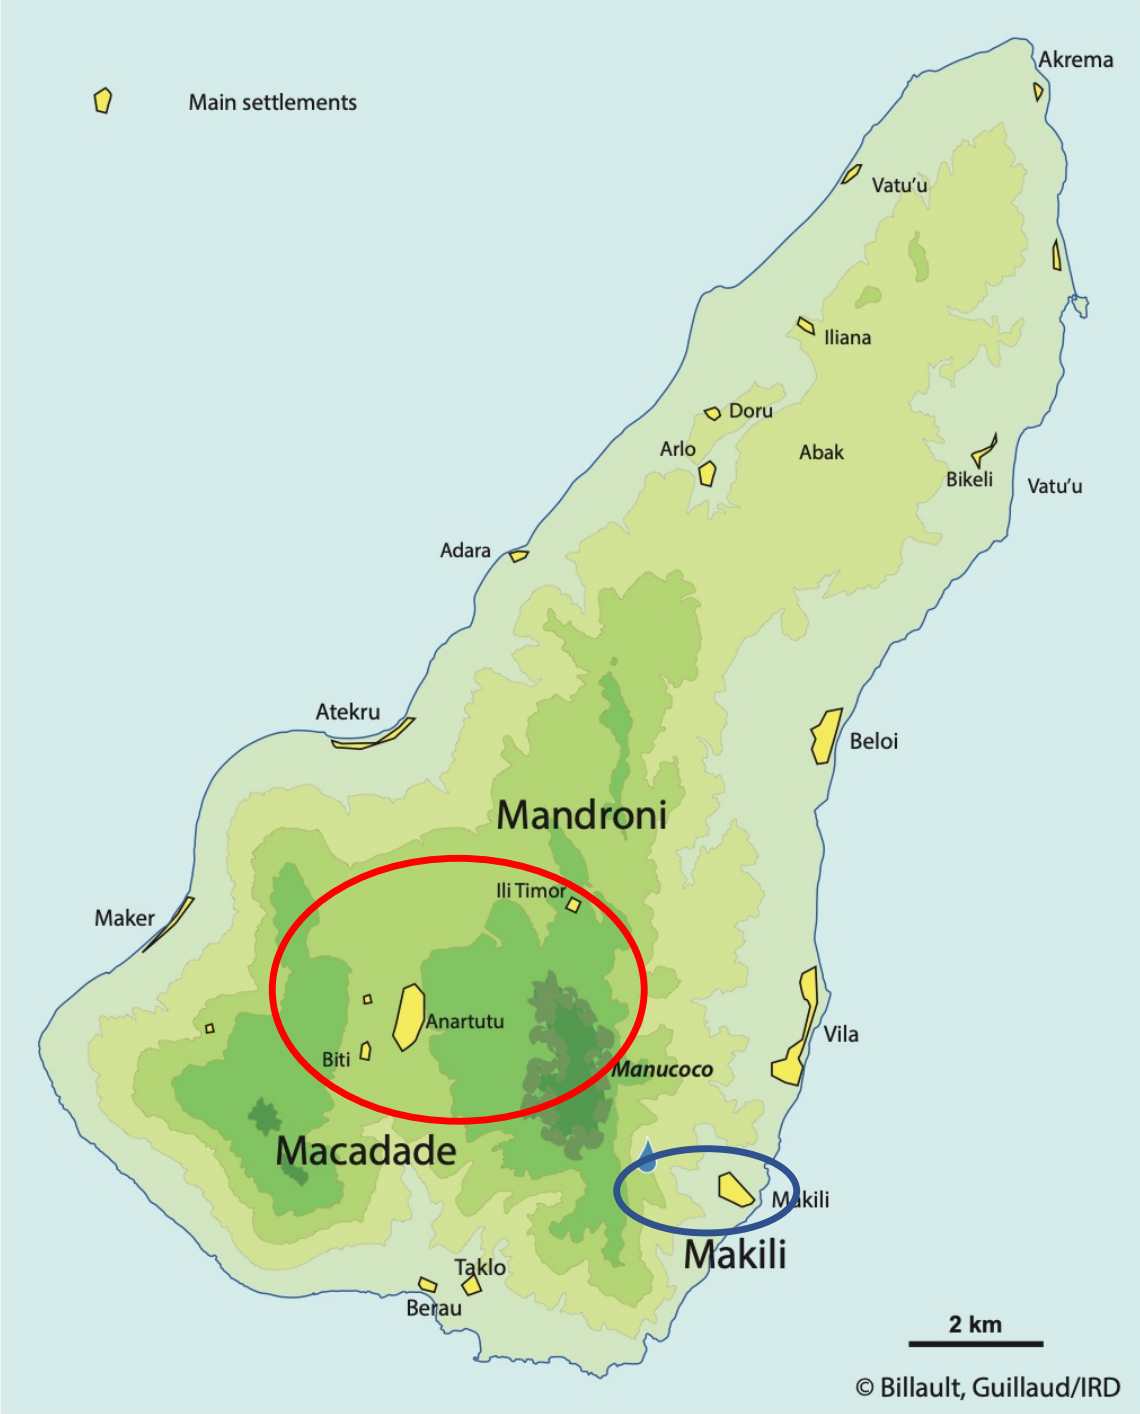 Akrema
Main settlements
Vatu’u
Iliana
Doru
Arlo
Abak
Bikeli
Vatu’u
Adara
Atekru
Beloi
Mandroni
Ili Timor
Maker
Anartutu
Vila
Biti
Manucoco
Macadade
Makili
Makili
Taklo
Berau
2 km
© Billault, Guillaud/IRD